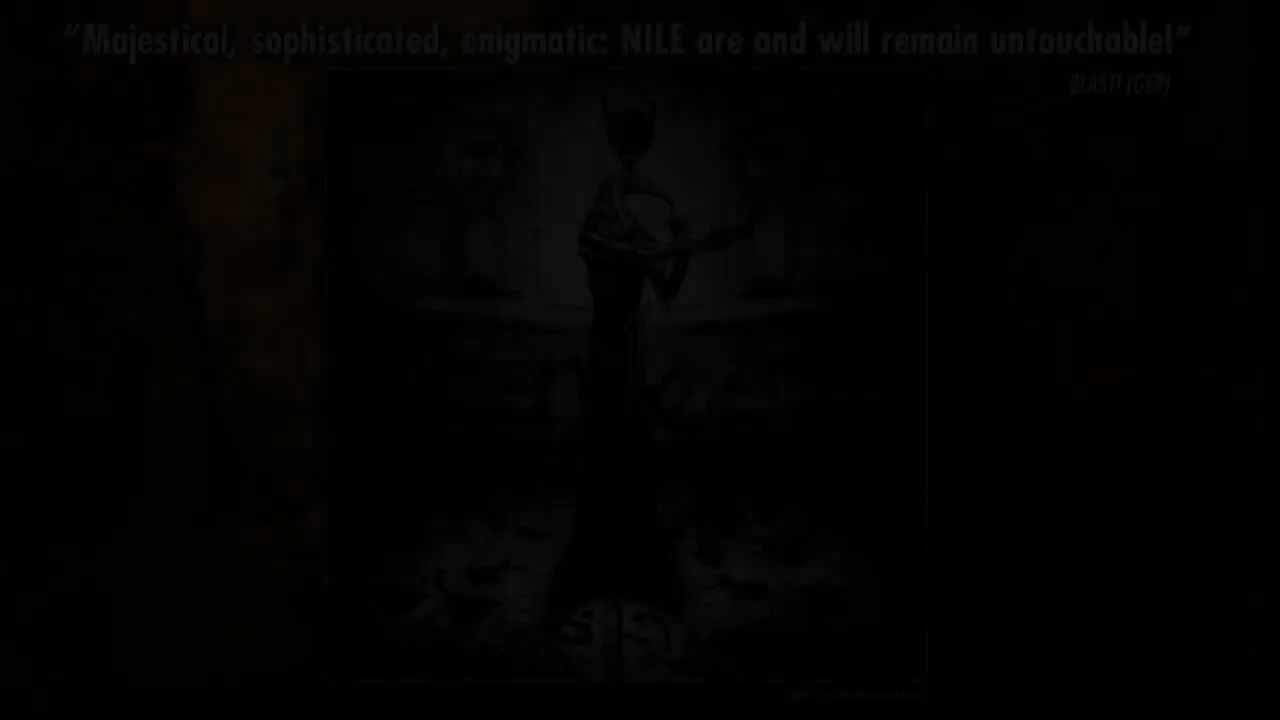 “Majestical, sophisticated, enigmatic: NILE are and will remain untouchable!”
BLAST! (GER)